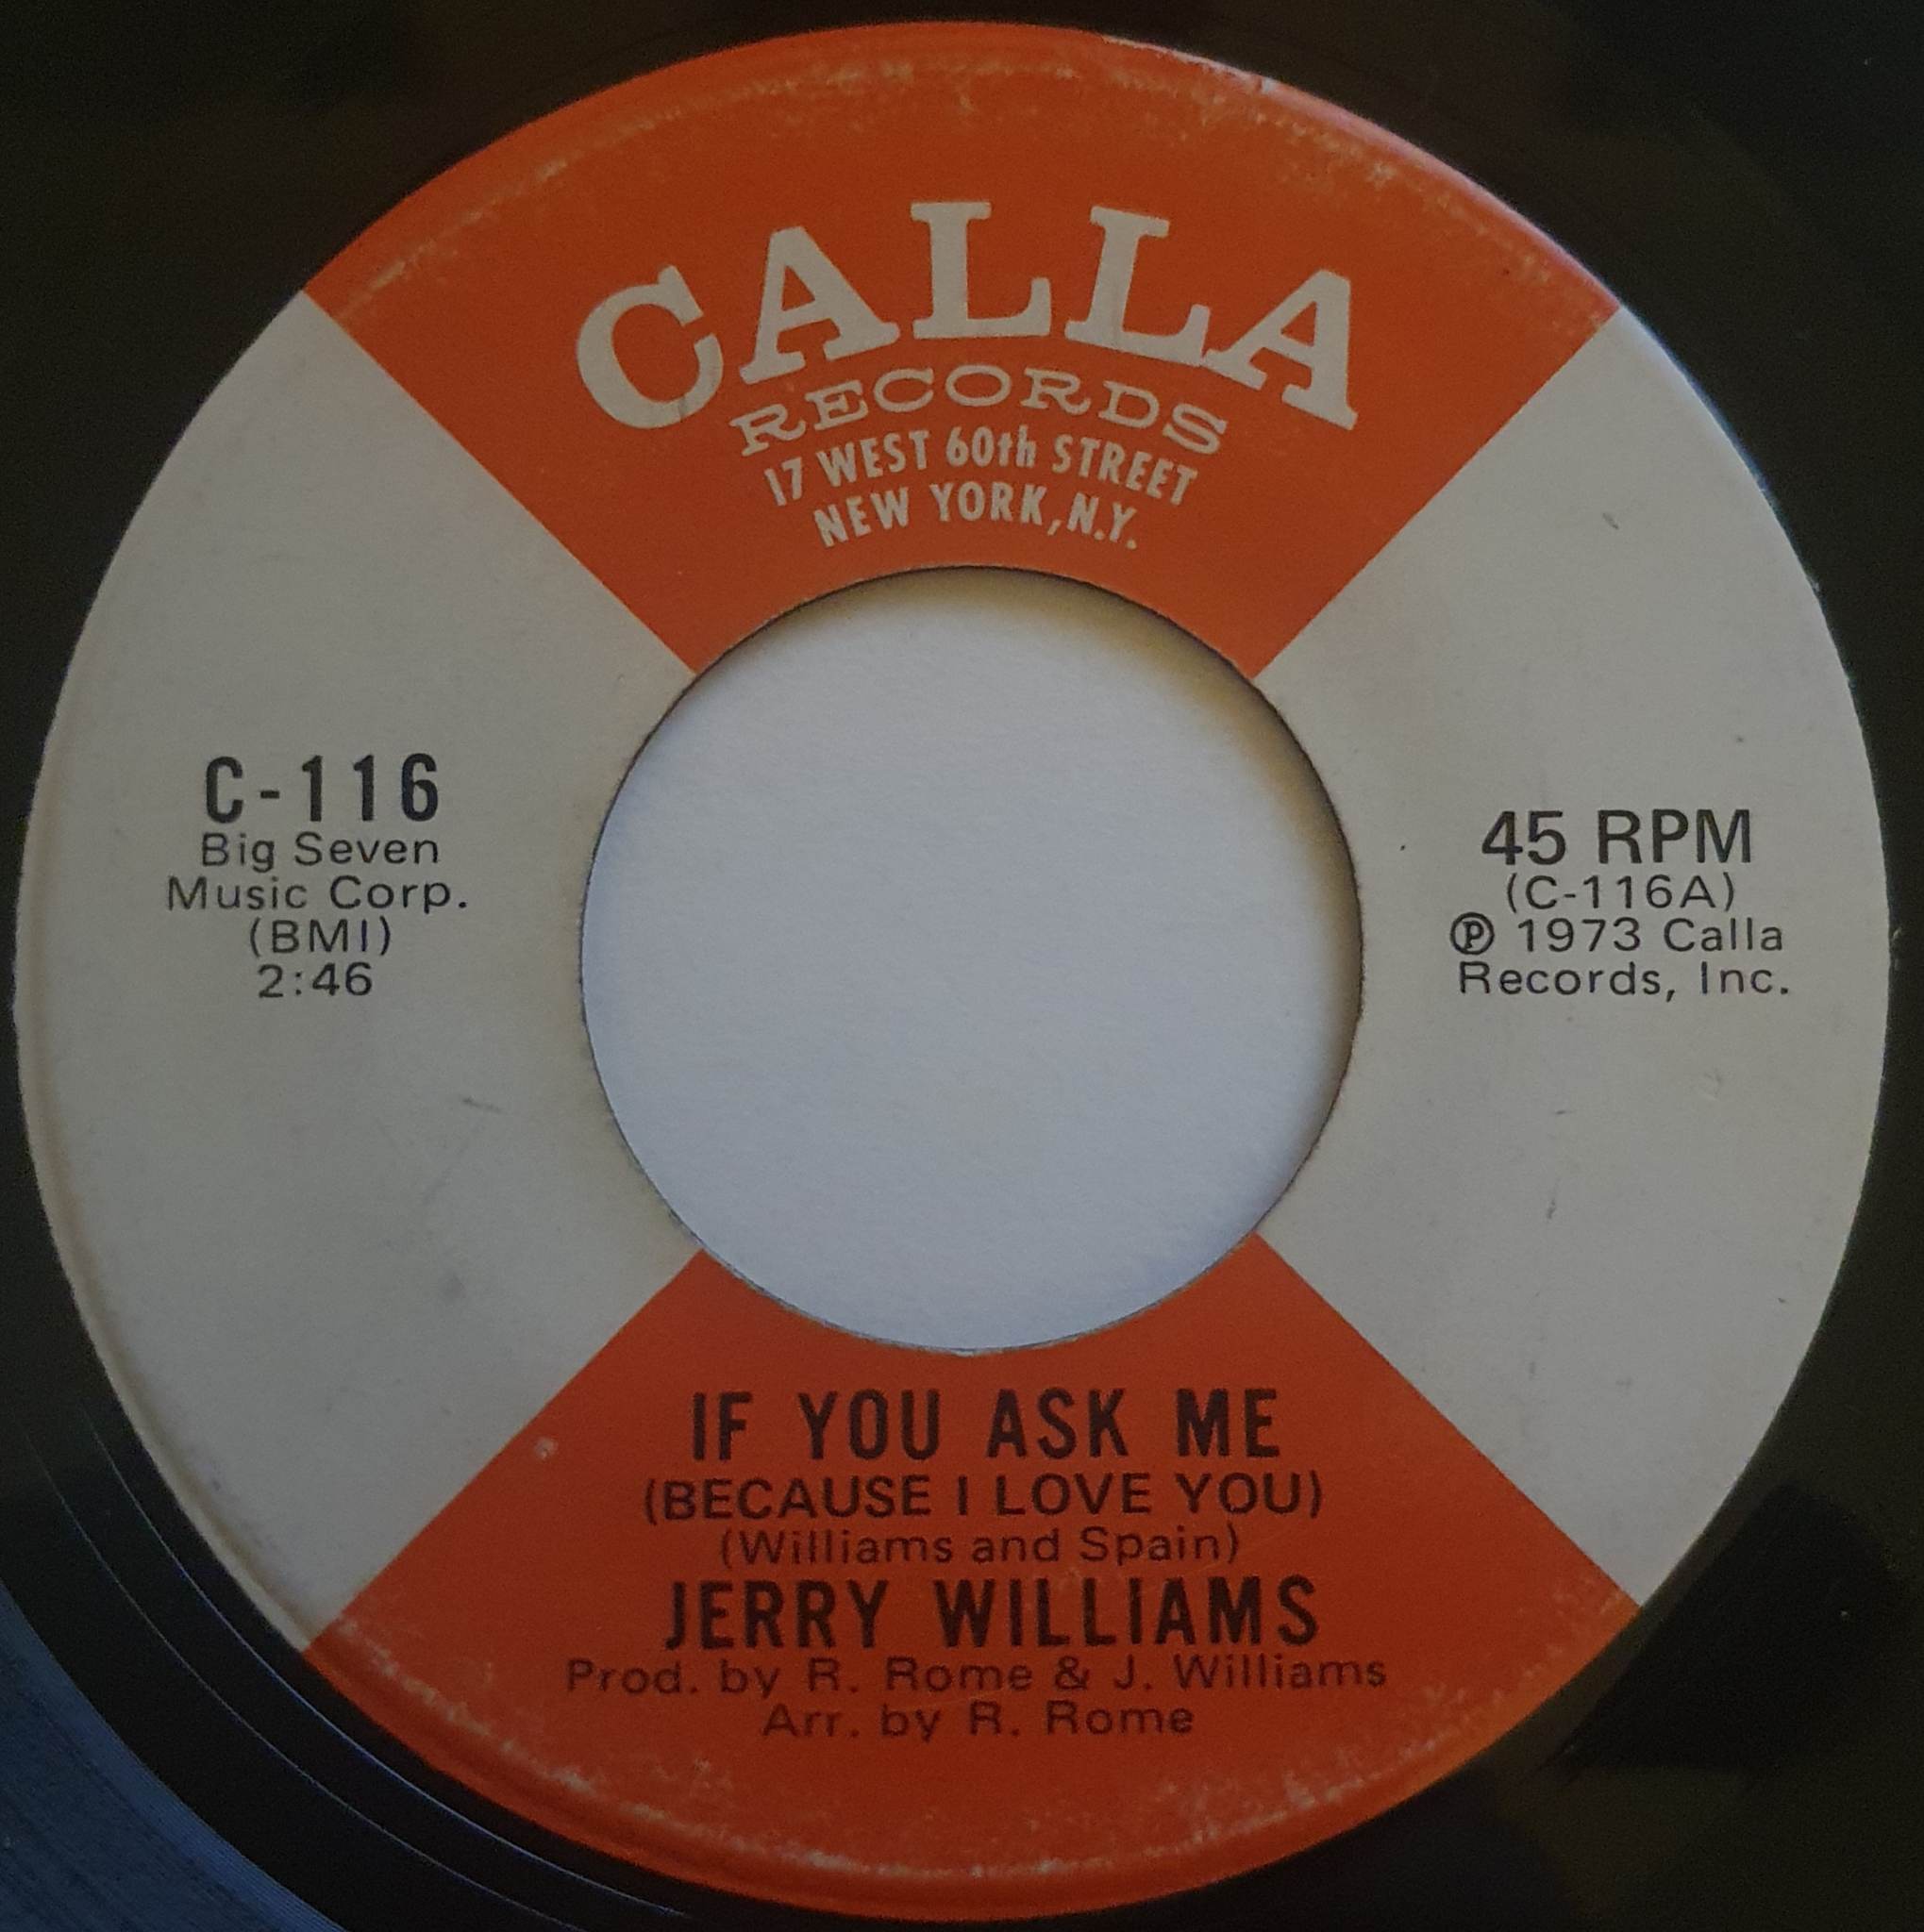 CALLA
RECORDS
17 WEST 60th STREET
NEW YORK, N.Y.
C-116
Big Seven
Music Corp.
(BMI)
2:46
45 RPM
(C-116A)
℗ 1973 Calla
Records, Inc.
IF YOU ASK ME
(BECAUSE I LOVE YOU)
(Williams and Spain)
JERRY WILLIAMS
Prod. by R. Rome & J. Williams
Arr. by R. Rome